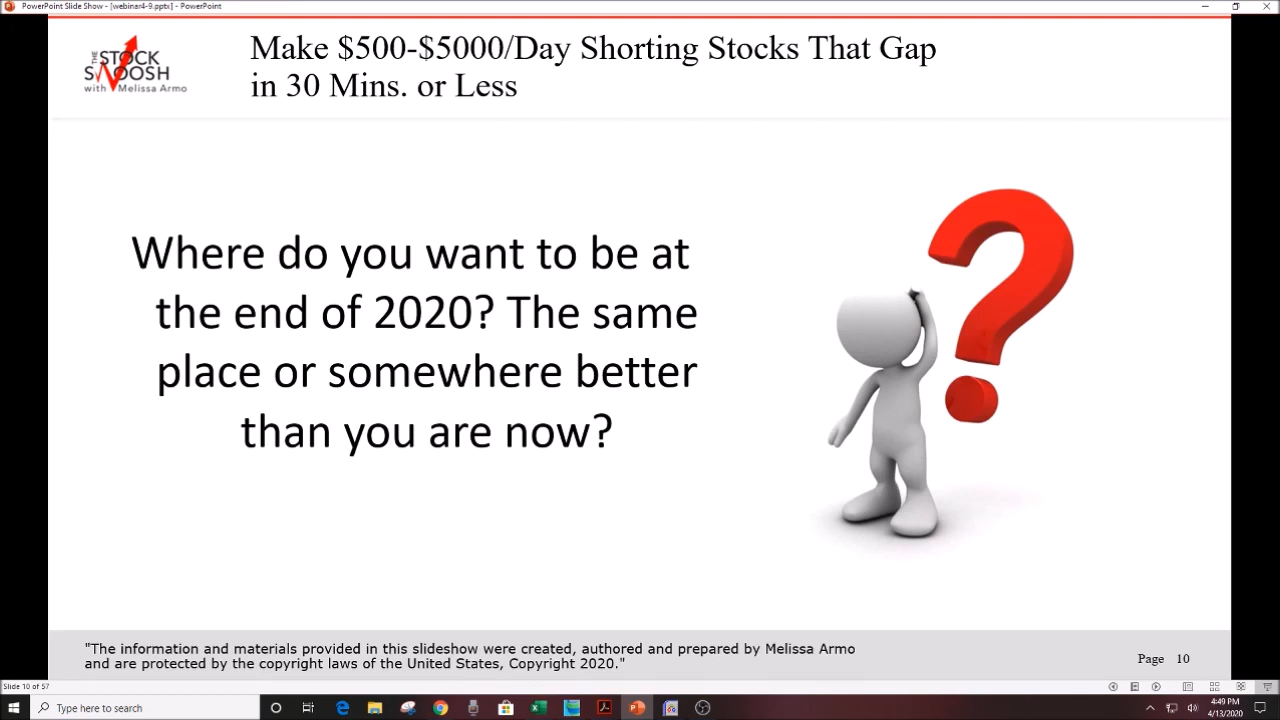 PowerPoint Slide Show - [webinar4-9.pptx] - PowerPoint
THE
STOCK
SWOOSH
with Melissa Armo
Make $500-$5000/Day Shorting Stocks That Gap
in 30 Mins. or Less
Where do you want to be at
the end of 2020? The same
place or somewhere better
than you are now?
"The information and materials provided in this slideshow were created, authored and prepared by Melissa Armo
and are protected by the copyright laws of the United States, Copyright 2020."
Page 10
Slide 10 of 57
Type here to search
4:49 PM
4/13/2020